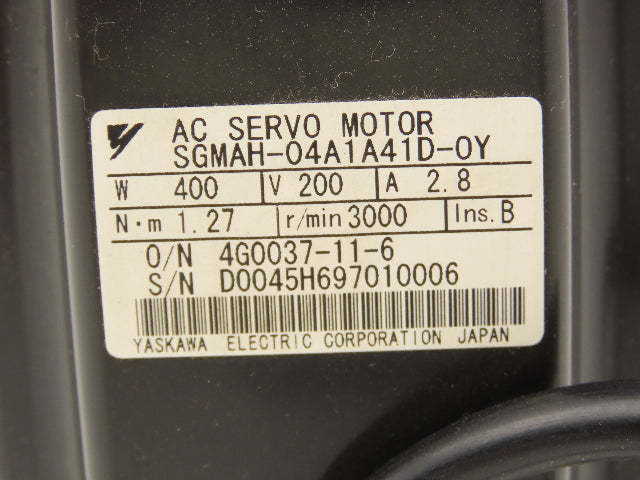 AC SERVO MOTOR
SGMAH-04A1A41D-0Y
W 400 V 200 A 2.8
N·m 1.27 r/min 3000 Ins. B
O/N 4G0037-11-6
S/N D0045H697010006
YASKAWA ELECTRIC CORPORATION JAPAN